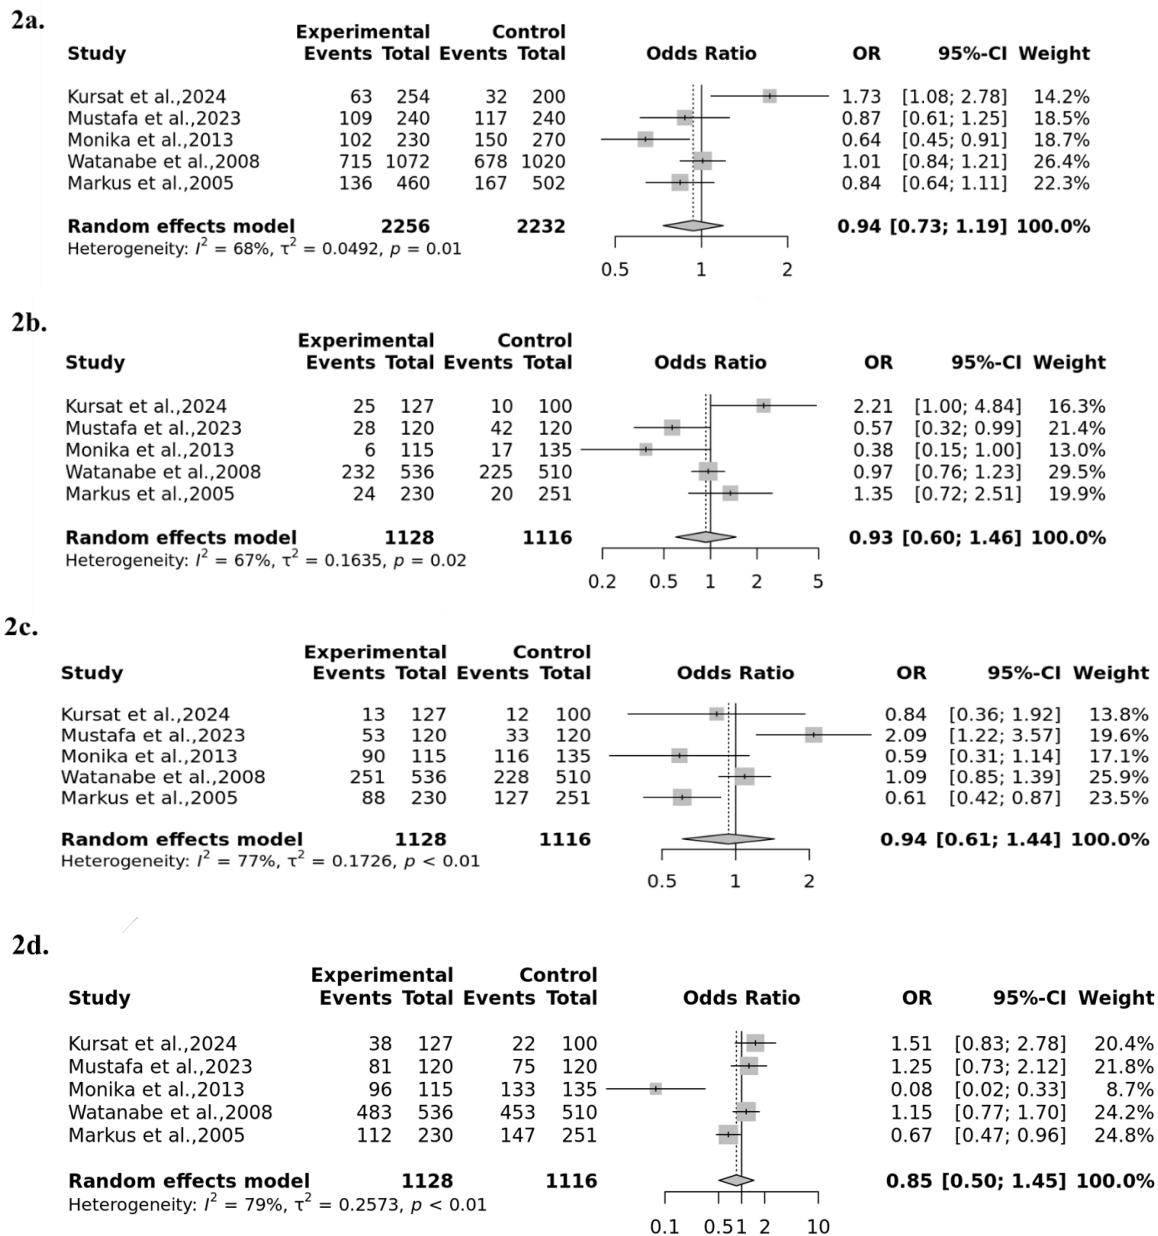 2a.
Experimental Control
Study Events Total Events Total Odds Ratio OR 95%-CI Weight
Kursat et al.,2024 63 254 32 200 1.73 [1.08; 2.78] 14.2%
Mustafa et al.,2023 109 240 117 240 0.87 [0.61; 1.25] 18.5%
Monika et al.,2013 102 230 150 270 0.64 [0.45; 0.91] 18.7%
Watanabe et al.,2008 715 1072 678 1020 1.01 [0.84; 1.21] 26.4%
Markus et al.,2005 136 460 167 502 0.84 [0.64; 1.11] 22.3%
Random effects model 2256 2232 0.94 [0.73; 1.19] 100.0%
Heterogeneity: I² = 68%, τ² = 0.0492, p = 0.01
0.5 1 2
2b.
Experimental Control
Study Events Total Events Total Odds Ratio OR 95%-CI Weight
Kursat et al.,2024 25 127 10 100 2.21 [1.00; 4.84] 16.3%
Mustafa et al.,2023 28 120 42 120 0.57 [0.32; 0.99] 21.4%
Monika et al.,2013 6 115 17 135 0.38 [0.15; 1.00] 13.0%
Watanabe et al.,2008 232 536 225 510 0.97 [0.76; 1.23] 29.5%
Markus et al.,2005 24 230 20 251 1.35 [0.72; 2.51] 19.9%
Random effects model 1128 1116 0.93 [0.60; 1.46] 100.0%
Heterogeneity: I² = 67%, τ² = 0.1635, p = 0.02
0.2 0.5 1 2 5
2c.
Experimental Control
Study Events Total Events Total Odds Ratio OR 95%-CI Weight
Kursat et al.,2024 13 127 12 100 0.84 [0.36; 1.92] 13.8%
Mustafa et al.,2023 53 120 33 120 2.09 [1.22; 3.57] 19.6%
Monika et al.,2013 90 115 116 135 0.59 [0.31; 1.14] 17.1%
Watanabe et al.,2008 251 536 228 510 1.09 [0.85; 1.39] 25.9%
Markus et al.,2005 88 230 127 251 0.61 [0.42; 0.87] 23.5%
Random effects model 1128 1116 0.94 [0.61; 1.44] 100.0%
Heterogeneity: I² = 77%, τ² = 0.1726, p < 0.01
0.5 1 2
2d.
Experimental Control
Study Events Total Events Total Odds Ratio OR 95%-CI Weight
Kursat et al.,2024 38 127 22 100 1.51 [0.83; 2.78] 20.4%
Mustafa et al.,2023 81 120 75 120 1.25 [0.73; 2.12] 21.8%
Monika et al.,2013 96 115 133 135 0.08 [0.02; 0.33] 8.7%
Watanabe et al.,2008 483 536 453 510 1.15 [0.77; 1.70] 24.2%
Markus et al.,2005 112 230 147 251 0.67 [0.47; 0.96] 24.8%
Random effects model 1128 1116 0.85 [0.50; 1.45] 100.0%
Heterogeneity: I² = 79%, τ² = 0.2573, p < 0.01
0.1 0.5 1 2 10